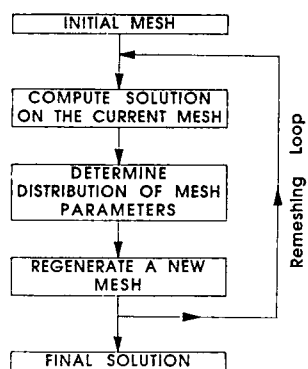 INITIAL MESH
COMPUTE SOLUTION
ON THE CURRENT MESH
DETERMINE
DISTRIBUTION OF MESH
PARAMETERS
REGENERATE A NEW
MESH
FINAL SOLUTION
Remeshing Loop